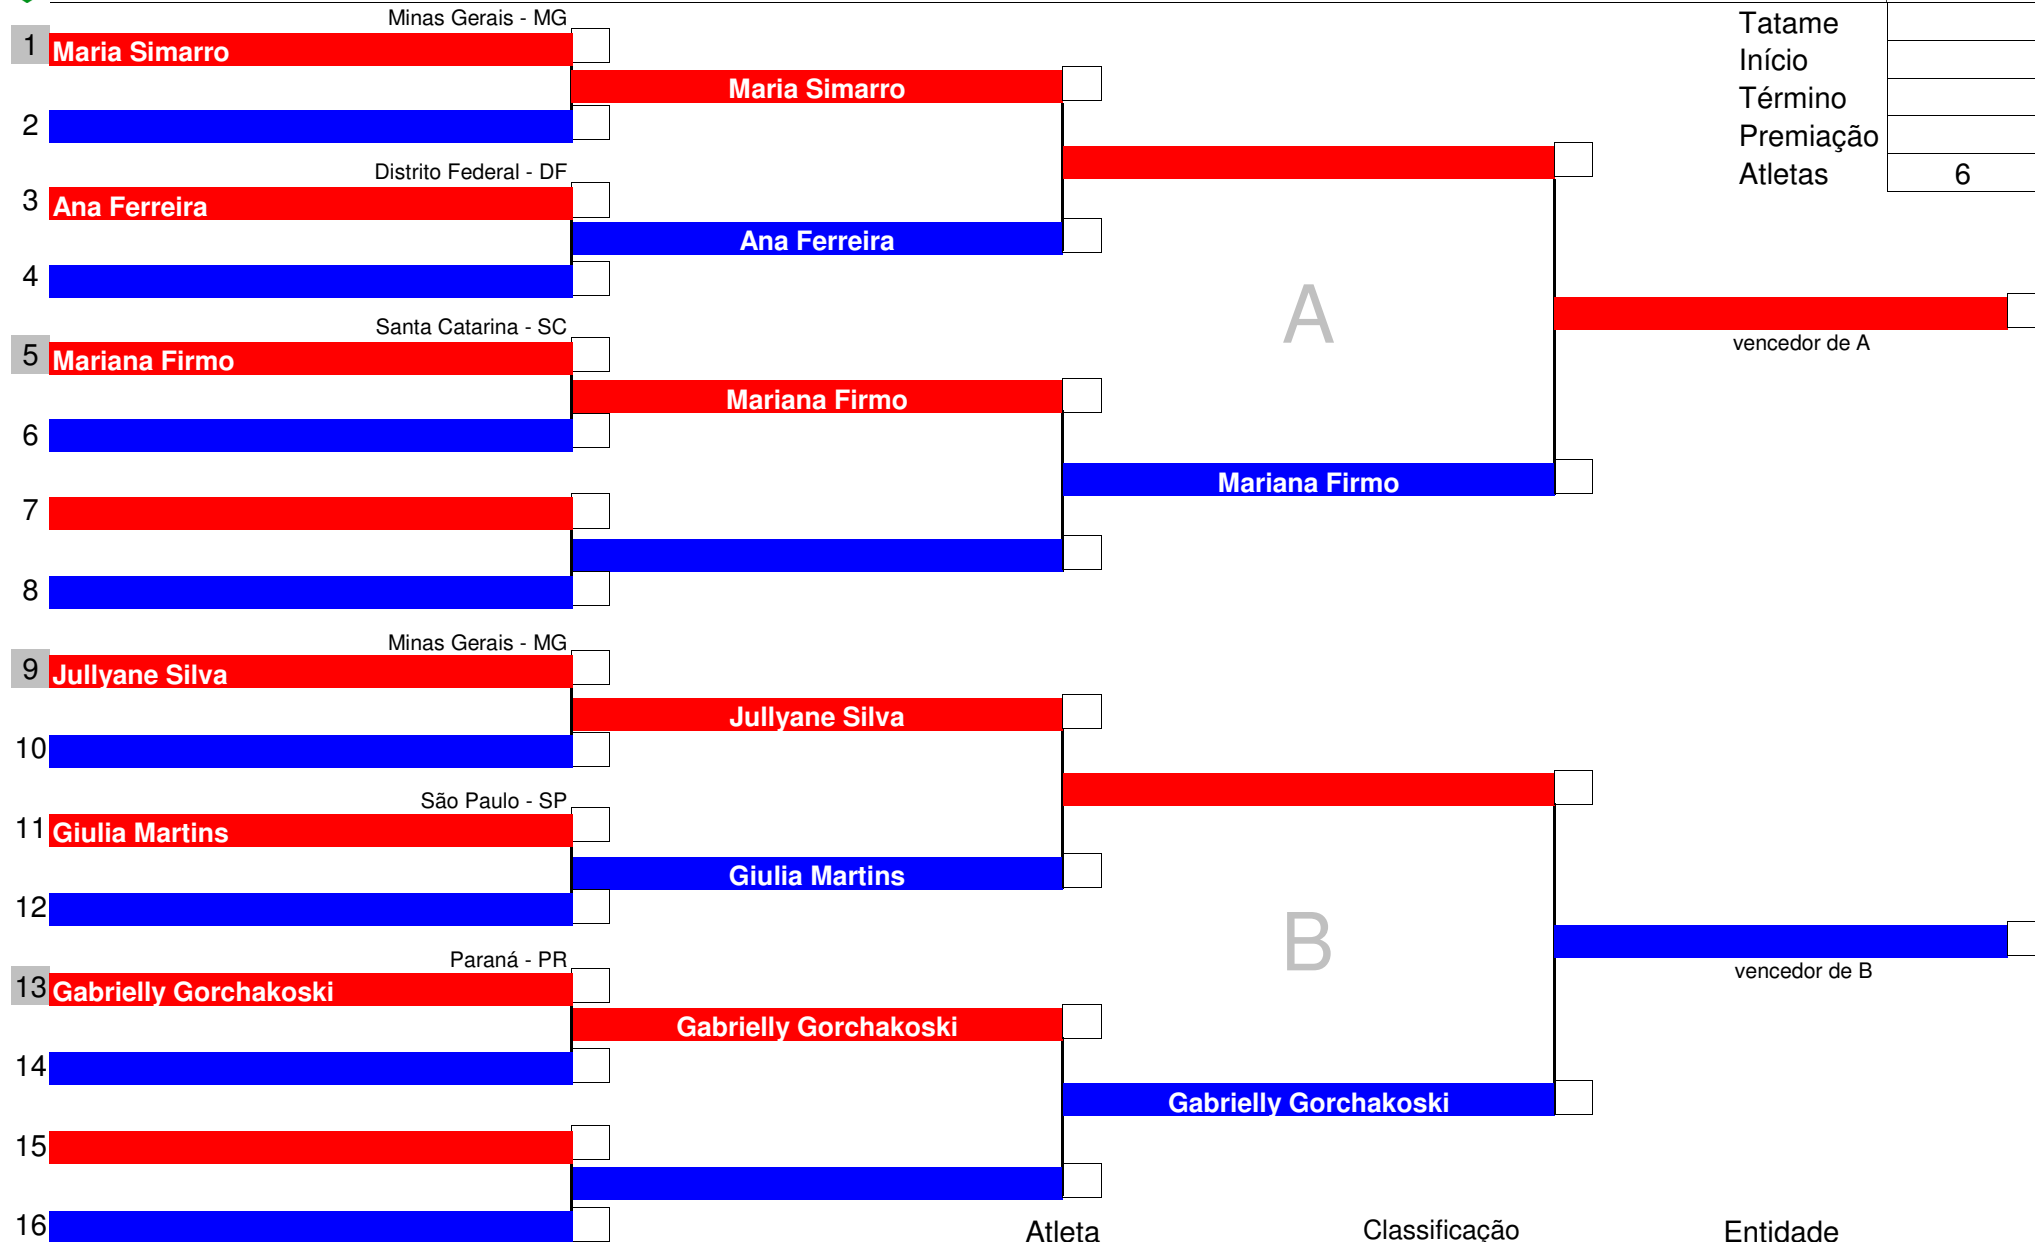 Minas Gerais - MG
1 Maria Simarro
Maria Simarro
2
Distrito Federal - DF
3 Ana Ferreira
Ana Ferreira
4
Santa Catarina - SC
5 Mariana Firmo
Mariana Firmo
6
Mariana Firmo
7
8
Minas Gerais - MG
9 Jullyane Silva
Jullyane Silva
10
São Paulo - SP
11 Giulia Martins
Giulia Martins
12
Paraná - PR
13 Gabrielly Gorchakoski
Gabrielly Gorchakoski
14
Gabrielly Gorchakoski
15
16
A
vencedor de A
B
vencedor de B
Tatame
Início
Término
Premiação
Atletas 6
Atleta Classificação Entidade